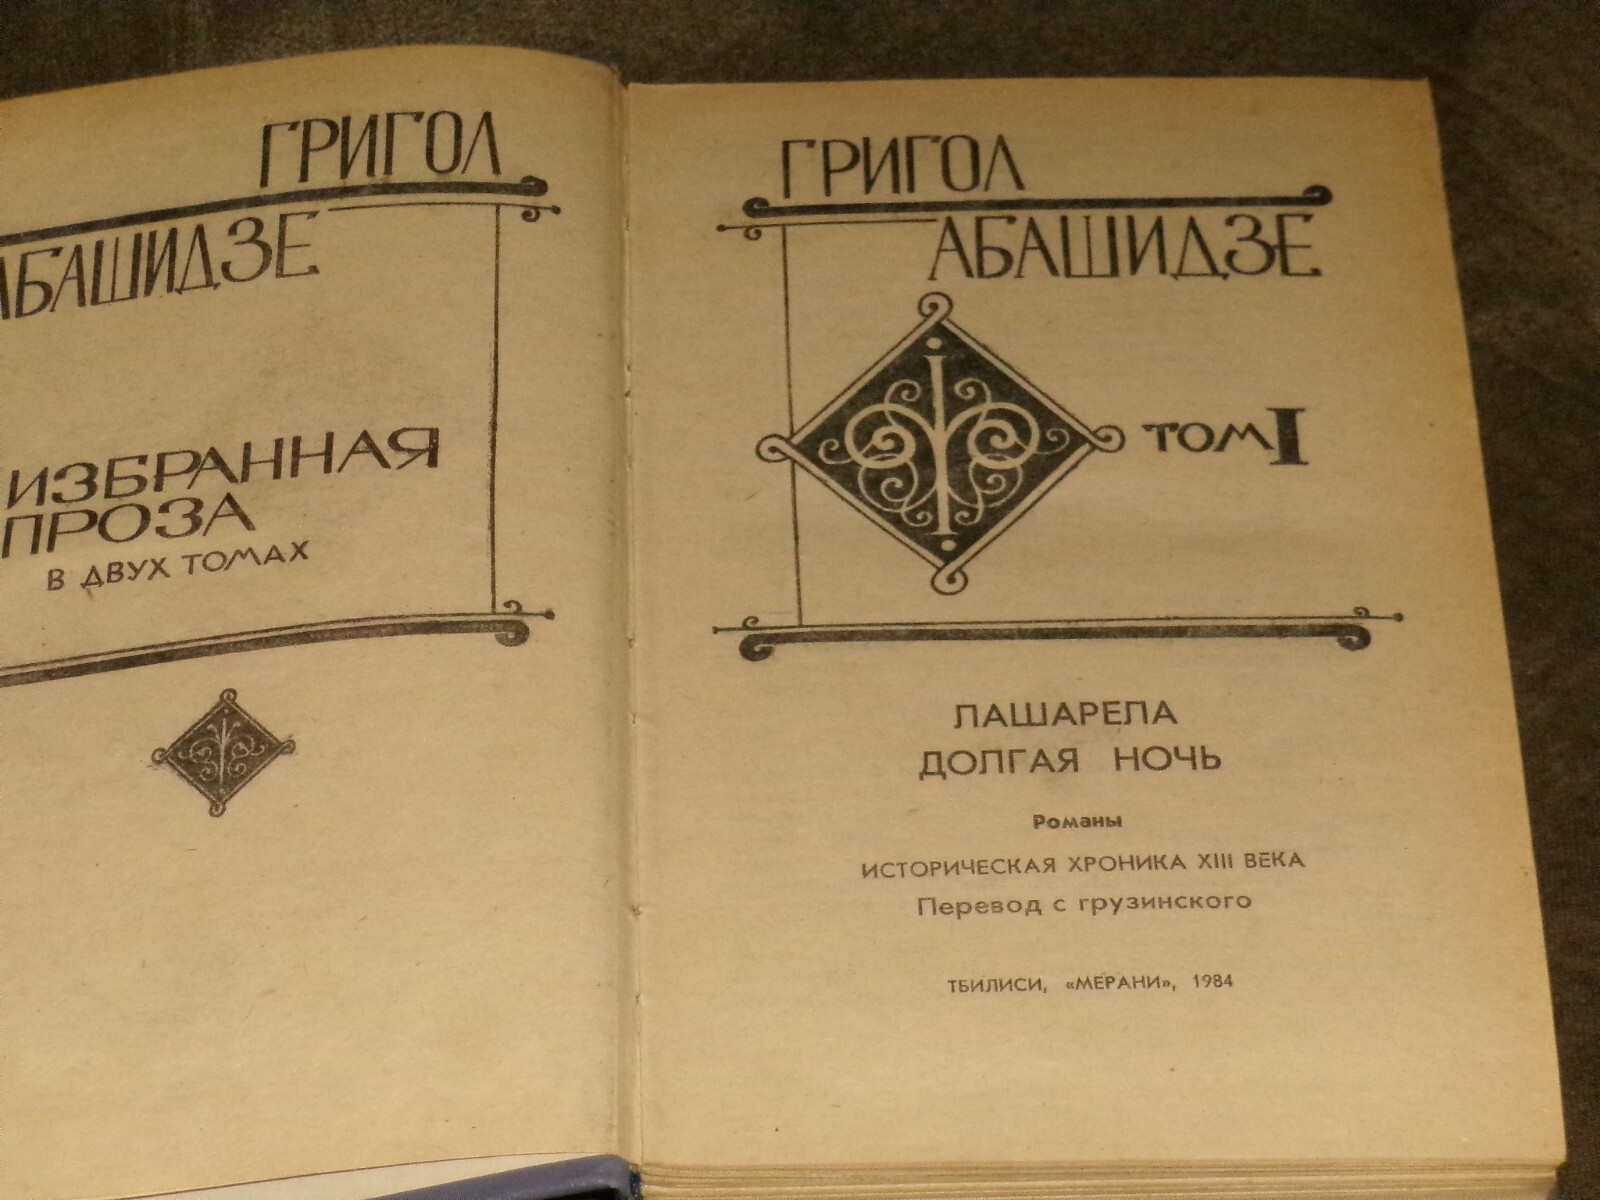 ГРИГОЛ
АБАШИДЗЕ
ИЗБРАННАЯ
ПРОЗА
В ДВУХ ТОМАХ
ГРИГОЛ
АБАШИДЗЕ
ТОМ I
ЛАШАРЕЛА
ДОЛГАЯ НОЧЬ
Романы
ИСТОРИЧЕСКАЯ ХРОНИКА XIII ВЕКА
Перевод с грузинского
ТБИЛИСИ, «МЕРАНИ», 1984